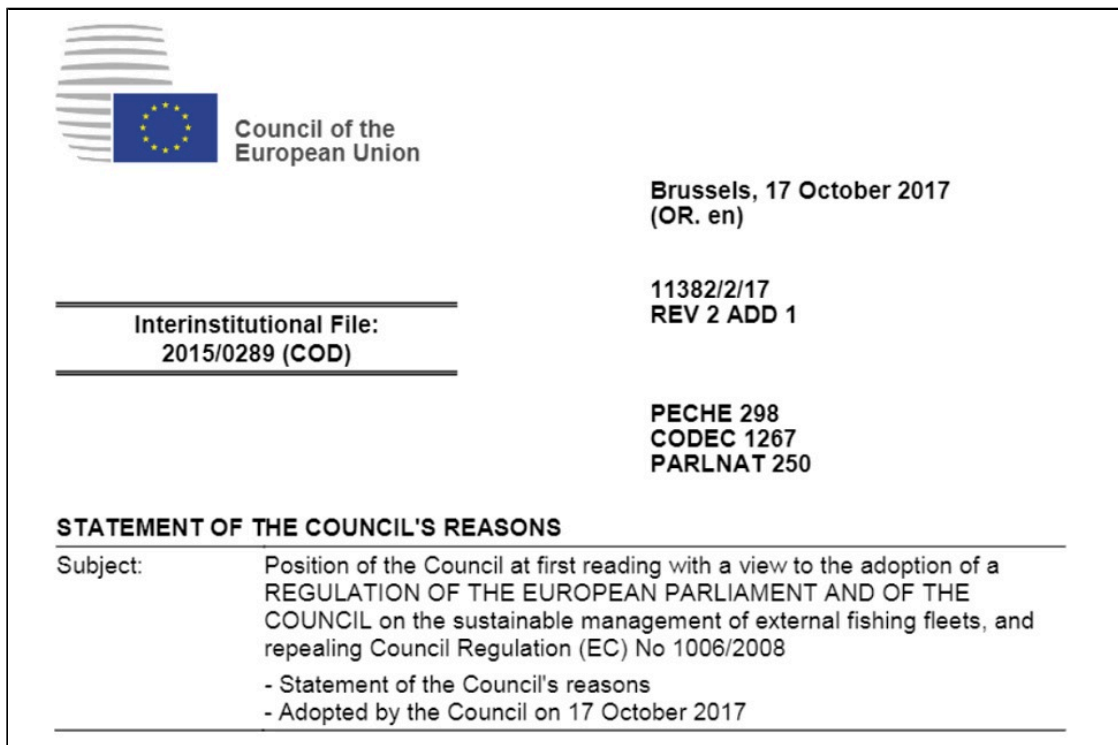 Council of the
European Union
Brussels, 17 October 2017
(OR. en)
11382/2/17
REV 2 ADD 1
Interinstitutional File:
2015/0289 (COD)
PECHE 298
CODEC 1267
PARLNAT 250
STATEMENT OF THE COUNCIL'S REASONS
Subject:
Position of the Council at first reading with a view to the adoption of a
REGULATION OF THE EUROPEAN PARLIAMENT AND OF THE
COUNCIL on the sustainable management of external fishing fleets, and
repealing Council Regulation (EC) No 1006/2008
- Statement of the Council's reasons
- Adopted by the Council on 17 October 2017